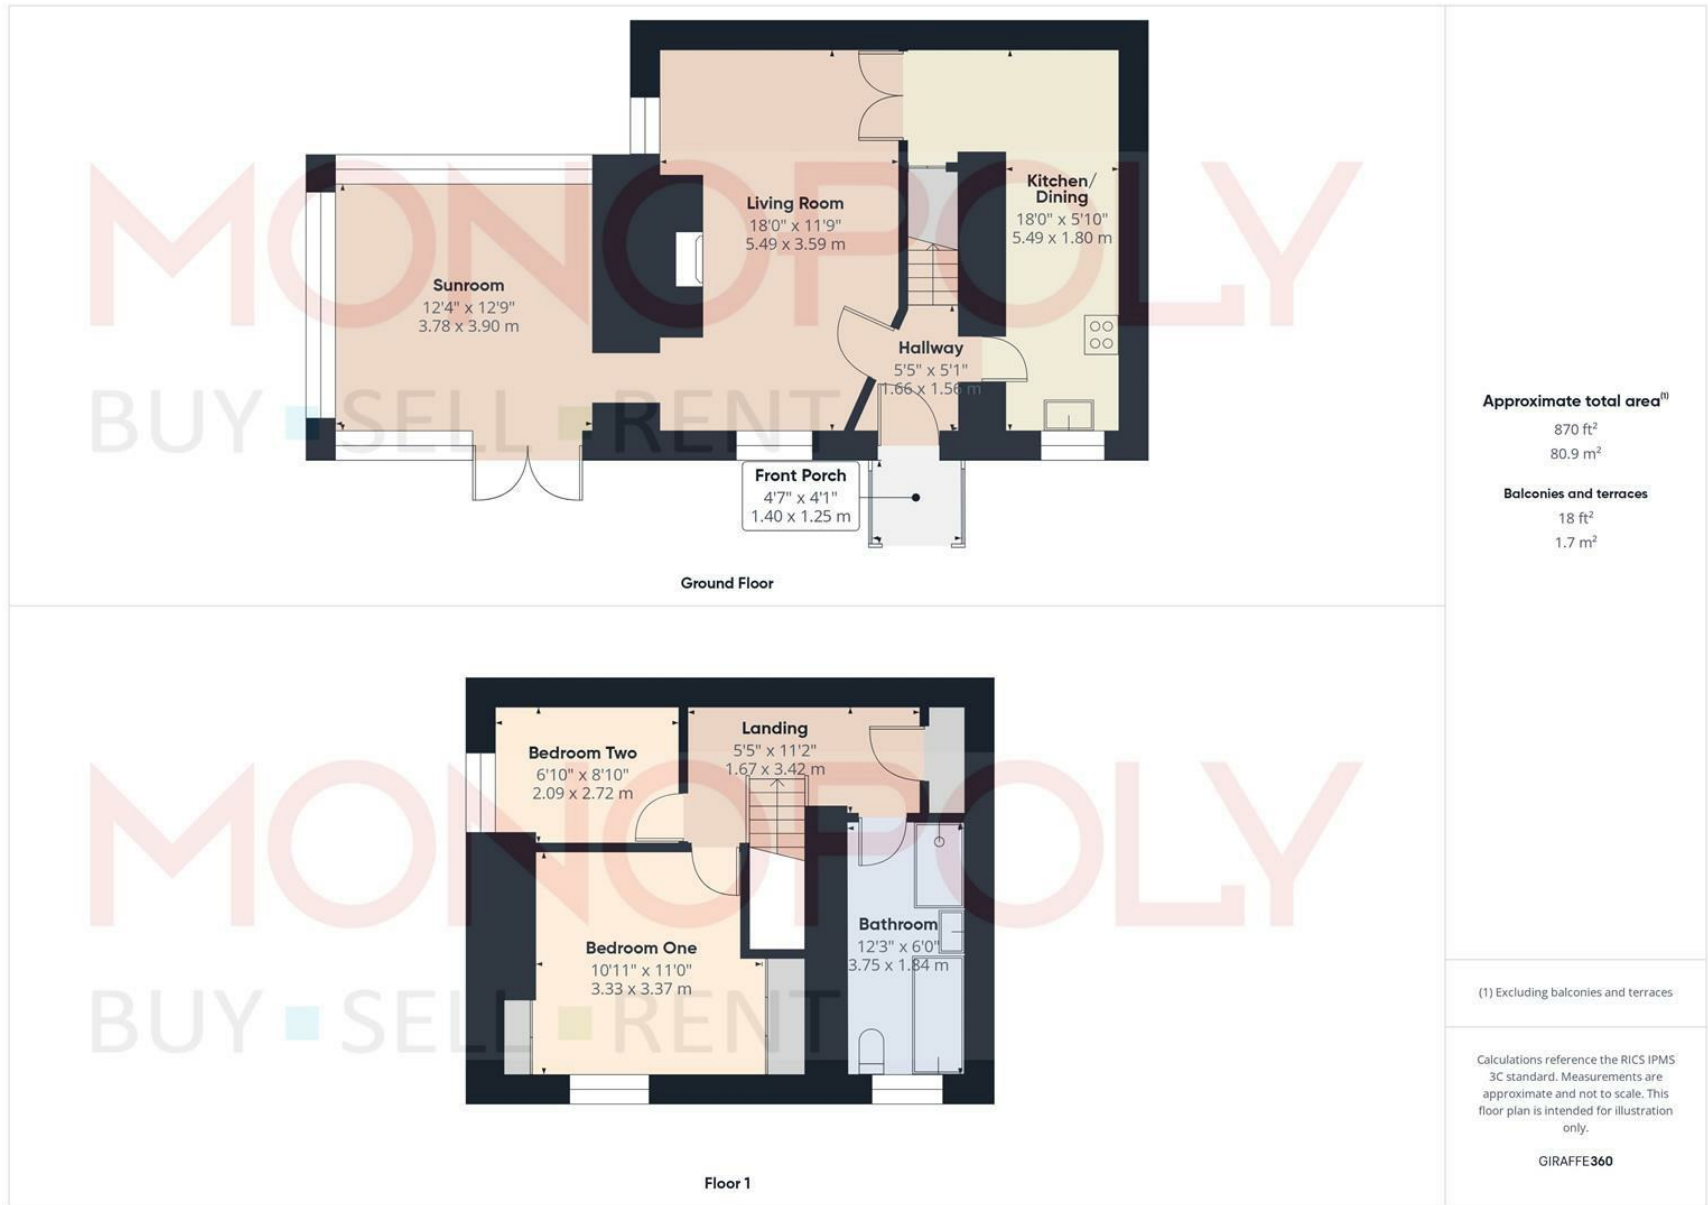 MONOPOLY
BUY SELL RENT
Living Room
18'0" x 11'9"
5.49 x 3.59 m
Kitchen/
Dining
18'0" x 5'10"
5.49 x 1.80 m
Sunroom
12'4" x 12'9"
3.78 x 3.90 m
Hallway
5'5" x 5'1"
1.66 x 1.56 m
Front Porch
4'7" x 4'1"
1.40 x 1.25 m
Ground Floor
MONOPOLY
BUY SELL RENT
Landing
5'5" x 11'2"
1.67 x 3.42 m
Bedroom Two
6'10" x 8'10"
2.09 x 2.72 m
Bedroom One
10'11" x 11'0"
3.33 x 3.37 m
Bathroom
12'3" x 6'0"
3.75 x 1.84 m
Floor 1
Approximate total area(1)
870 ft²
80.9 m²
Balconies and terraces
18 ft²
1.7 m²
(1) Excluding balconies and terraces
Calculations reference the RICS IPMS
3C standard. Measurements are
approximate and not to scale. This
floor plan is intended for illustration
only.
GIRAFFE360